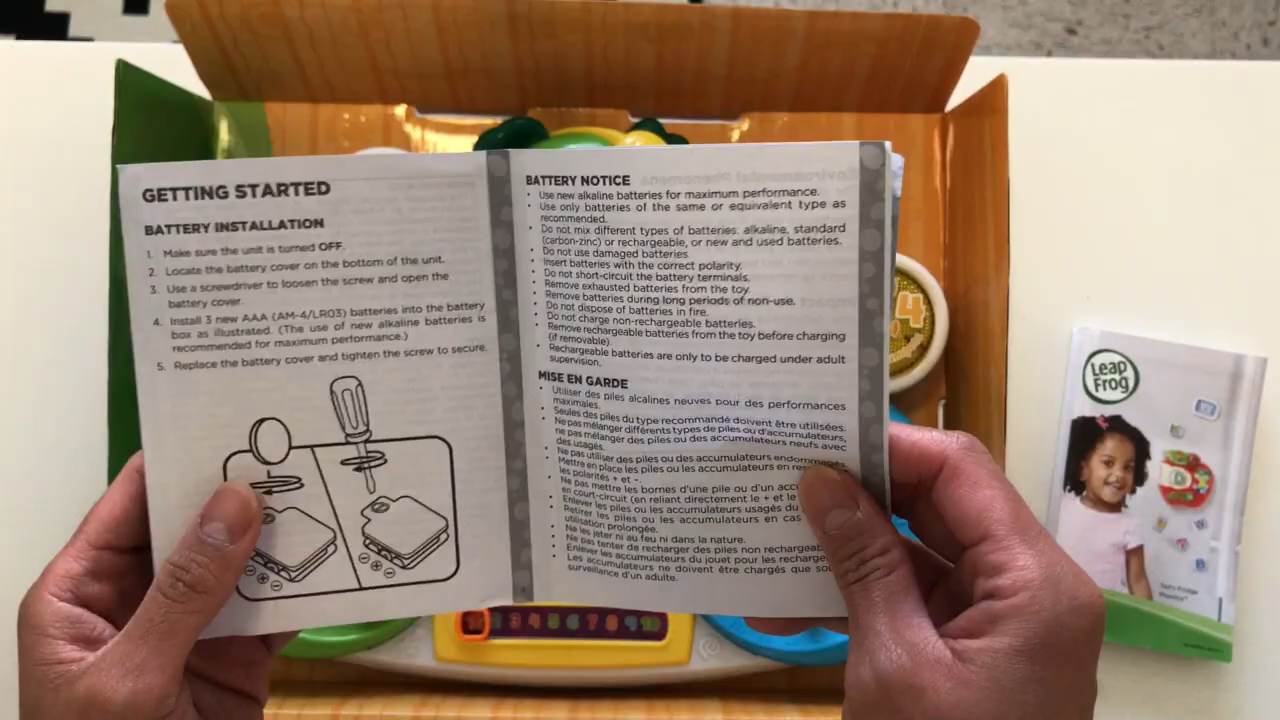 GETTING STARTED
BATTERY INSTALLATION
1. Make sure the unit is turned OFF.
2. Locate the battery cover on the bottom of the unit.
3. Use a screwdriver to loosen the screw and open the
battery cover.
4. Install 3 new AAA (AM-4/LR03) batteries into the battery
box as illustrated. (The use of new alkaline batteries is
recommended for maximum performance.)
5. Replace the battery cover and tighten the screw to secure.
BATTERY NOTICE
• Use new alkaline batteries for maximum performance.
• Use only batteries of the same or equivalent type as
recommended.
• Do not mix different types of batteries: alkaline, standard
(carbon-zinc) or rechargeable, or new and used batteries.
• Do not use damaged batteries.
• Insert batteries with the correct polarity.
• Do not short-circuit the battery terminals.
• Remove exhausted batteries from the toy.
• Remove batteries during long periods of non-use.
• Do not dispose of batteries in fire.
• Do not charge non-rechargeable batteries.
• Remove rechargeable batteries from the toy before charging
(if removable).
• Rechargeable batteries are only to be charged under adult
supervision.
MISE EN GARDE
• Utiliser des piles alcalines neuves pour des performances
maximales.
• Seules des piles du type recommandé doivent être utilisées.
• Ne pas mélanger différents types de piles ou d'accumulateurs,
ne pas mélanger des piles ou des accumulateurs neufs avec
des usagés.
• Ne pas utiliser des piles ou des accumulateurs endommagés.
• Mettre en place les piles ou les accumulateurs en res
les polarités + et -.
• Ne pas mettre les bornes d'une pile ou d'un acc
en court-circuit (en reliant directement le + et le
• Enlever les piles ou les accumulateurs usagés du
• Retirer les piles ou les accumulateurs en cas
utilisation prolongée.
• Ne les jeter ni au feu ni dans la nature.
• Ne pas tenter de recharger des piles non rechargeab
• Enlever les accumulateurs du jouet pour les recharge
• Les accumulateurs ne doivent être chargés que sou
surveillance d'un adulte.
4
Leap
Frog
D
2 3 4 5 6 7 8 9 10